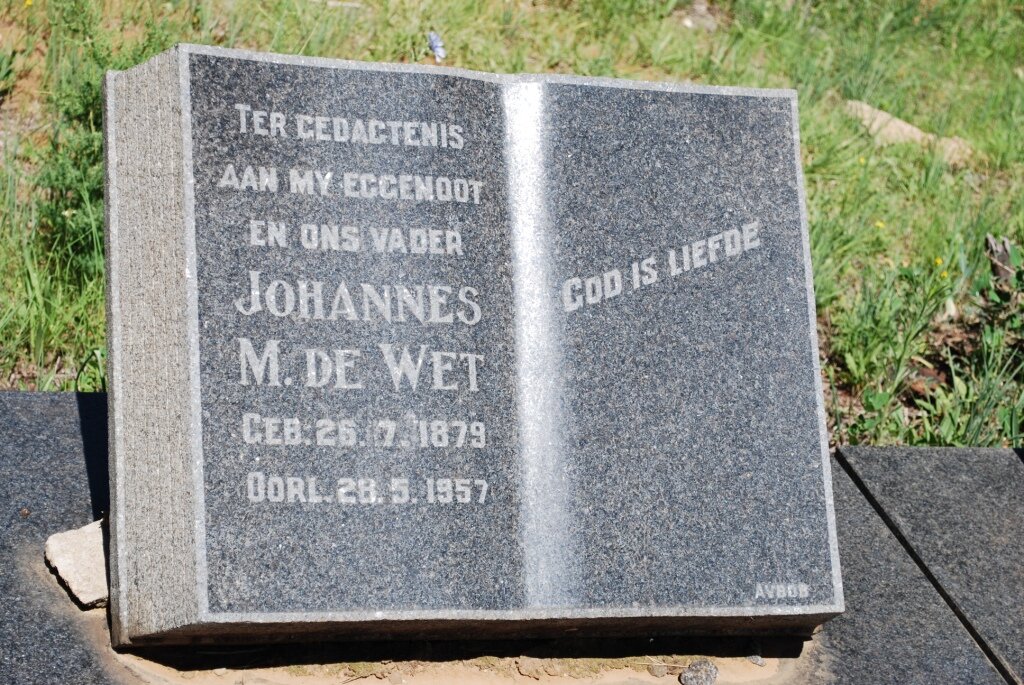 TER GEDAGTENIS
AAN MY EGGENOOT
EN ONS VADER
JOHANNES
M. DE WET
GEB. 26. 7. 1879
OORL. 28. 5. 1957
GOD IS LIEFDE
AVBOB